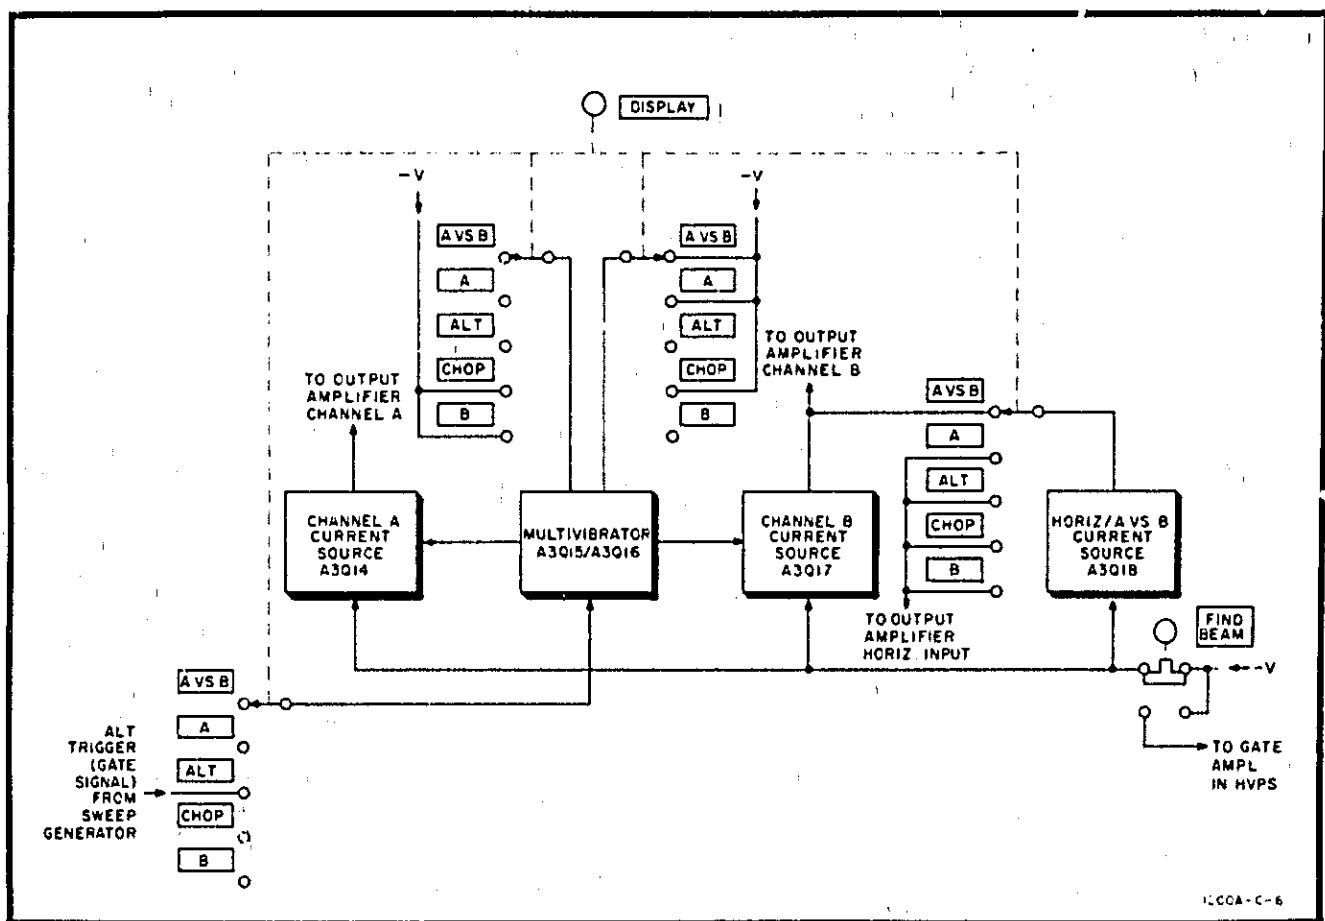 DISPLAY
-V
-V
A VS B
A
ALT
CHOP
B
A VS B
A
ALT
CHOP
B
TO OUTPUT
AMPLIFIER
CHANNEL A
TO OUTPUT
AMPLIFIER
CHANNEL B
A VS B
A
ALT
CHOP
B
CHANNEL A
CURRENT
SOURCE
A3Q14
MULTIVIBRATOR
A3Q15/A3Q16
CHANNEL B
CURRENT
SOURCE
A3Q17
HORIZ/A VS B
CURRENT
SOURCE
A3Q18
TO OUTPUT
AMPLIFIER
HORIZ. INPUT
FIND
BEAM
-V
TO GATE
AMPL
IN HVPS
A VS B
A
ALT
CHOP
B
ALT
TRIGGER
(GATE
SIGNAL)
FROM
SWEEP
GENERATOR